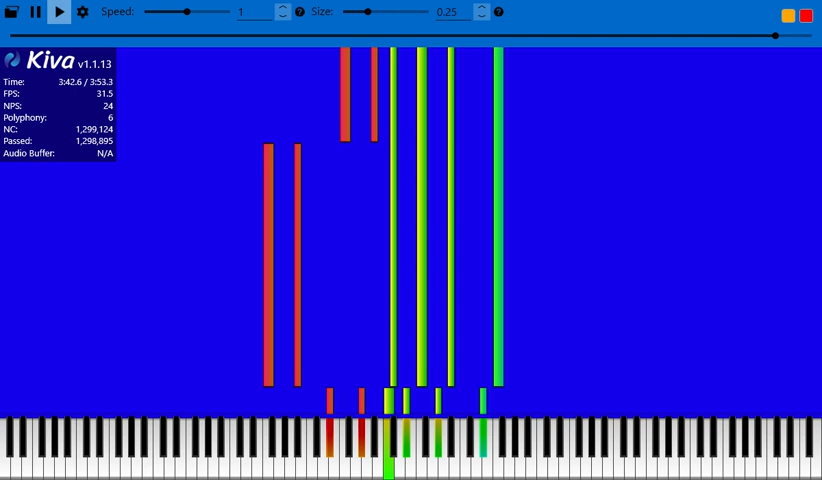 Speed: 1 Size: 0.25
Kiva v1.1.13
Time: 3:42.6 / 3:53.3
FPS: 31.5
NPS: 24
Polyphony: 6
NC: 1,299,124
Passed: 1,298,895
Audio Buffer: N/A